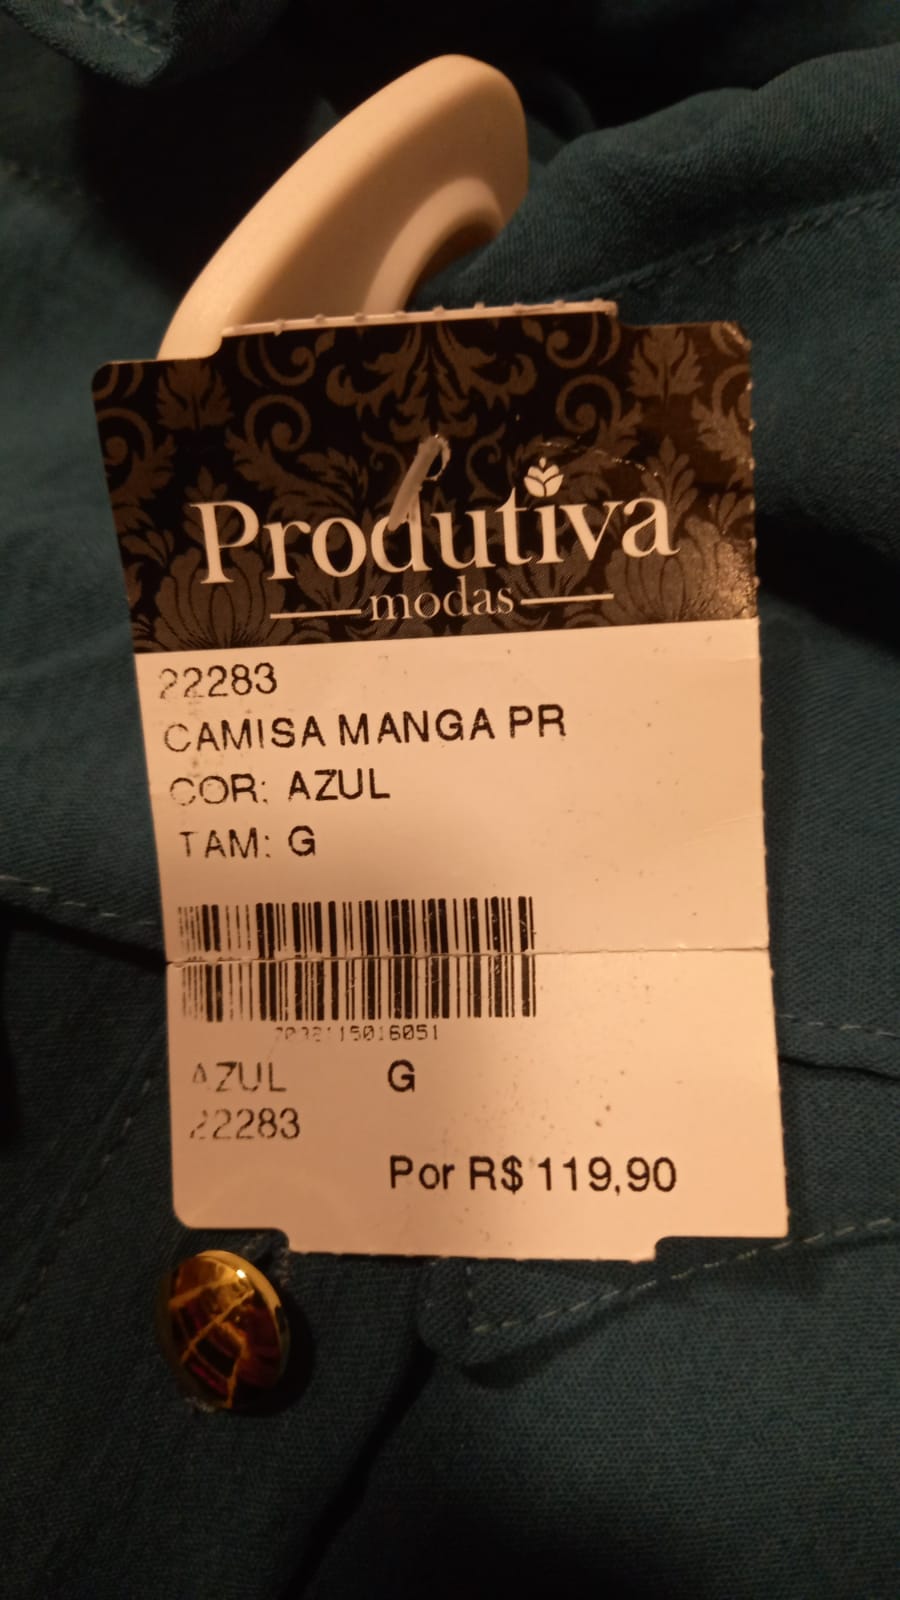 Produtiva
modas
22283
CAMISA MANGA PR
COR: AZUL
TAM: G
AZUL G
22283
Por R$ 119,90